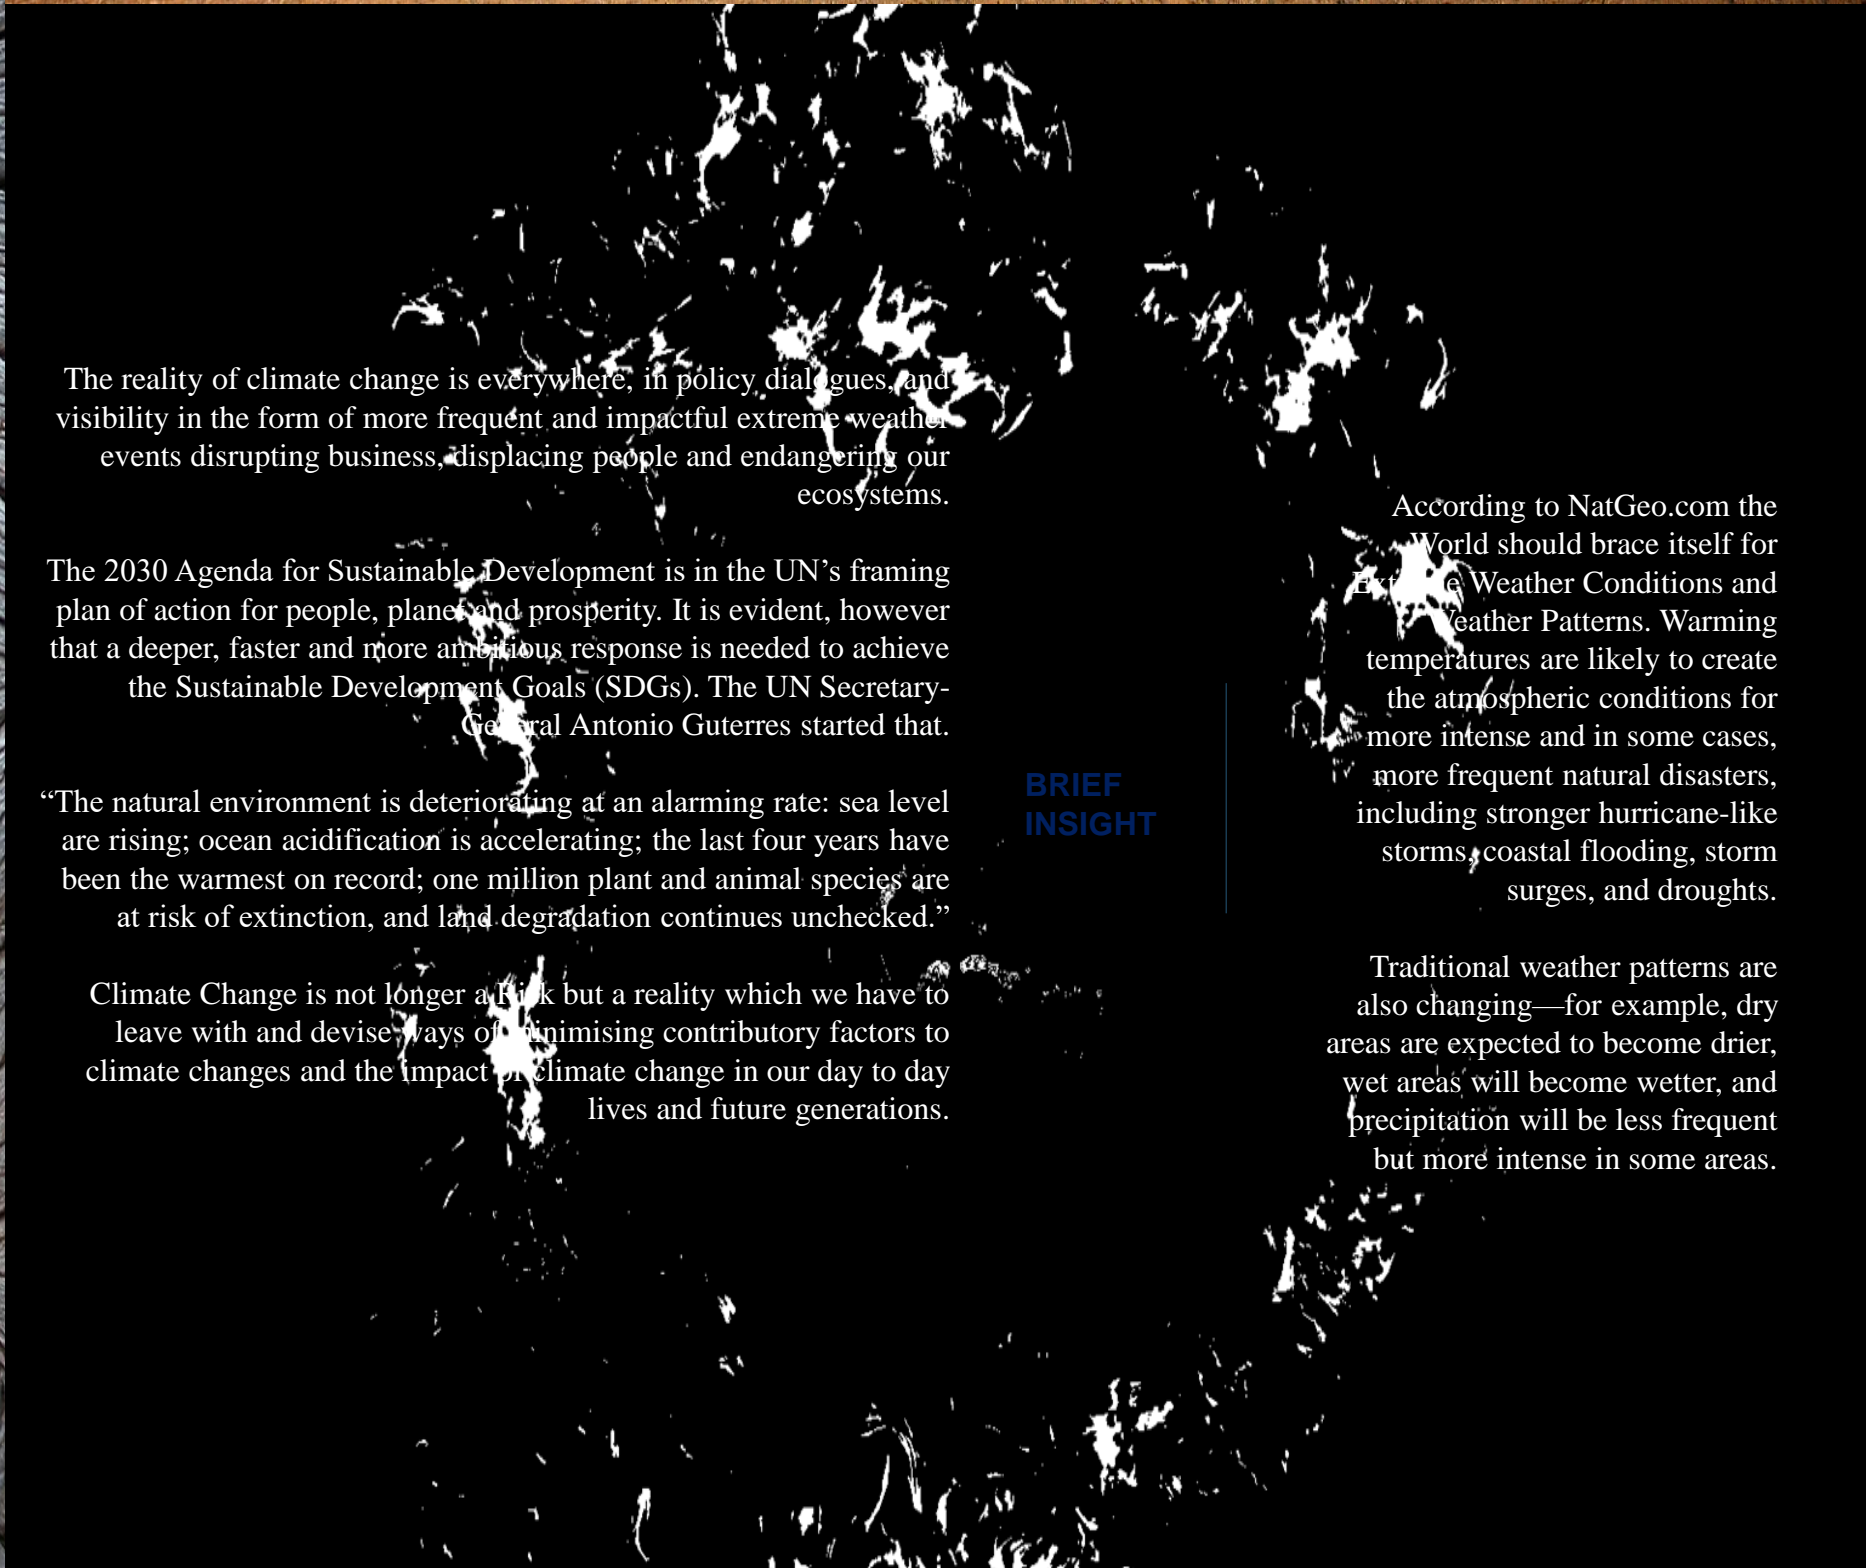 The reality of climate change is everywhere, in policy dialogues, and
visibility in the form of more frequent and impactful extreme weather
events disrupting business, displacing people and endangering our
ecosystems.
The 2030 Agenda for Sustainable Development is in the UN’s framing
plan of action for people, planet and prosperity. It is evident, however
that a deeper, faster and more ambitious response is needed to achieve
the Sustainable Development Goals (SDGs). The UN Secretary-
General Antonio Guterres started that.
“The natural environment is deteriorating at an alarming rate: sea level
are rising; ocean acidification is accelerating; the last four years have
been the warmest on record; one million plant and animal species are
at risk of extinction, and land degradation continues unchecked.”
Climate Change is not longer a Risk but a reality which we have to
leave with and devise ways of minimising contributory factors to
climate changes and the impact of climate change in our day to day
lives and future generations.
BRIEF
INSIGHT
According to NatGeo.com the
World should brace itself for
Extreme Weather Conditions and
Weather Patterns. Warming
temperatures are likely to create
the atmospheric conditions for
more intense and in some cases,
more frequent natural disasters,
including stronger hurricane-like
storms, coastal flooding, storm
surges, and droughts.
Traditional weather patterns are
also changing—for example, dry
areas are expected to become drier,
wet areas will become wetter, and
precipitation will be less frequent
but more intense in some areas.